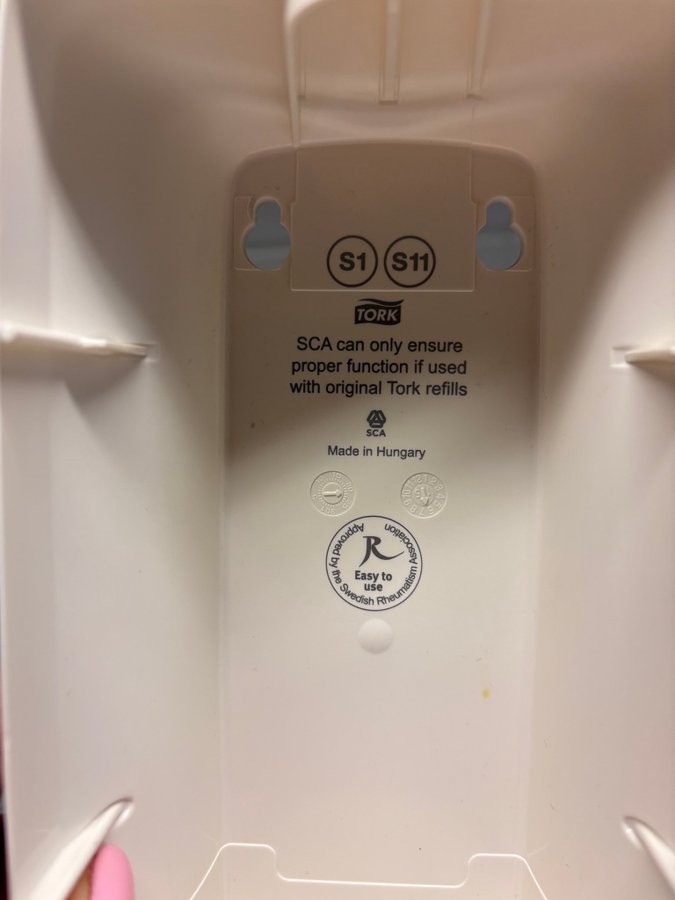 S1 S11
TORK
SCA can only ensure
proper function if used
with original Tork refills
SCA
Made in Hungary
R
Easy to
use
Approved by the Swedish Rheumatism Association